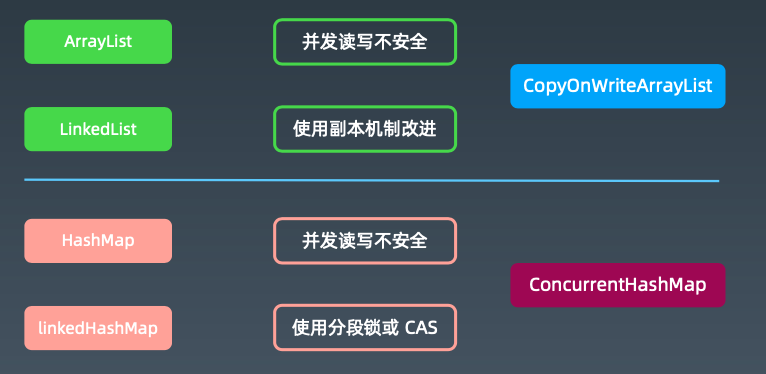 ArrayList
并发读写不安全
CopyOnWriteArrayList
LinkedList
使用副本机制改进
HashMap
并发读写不安全
ConcurrentHashMap
linkedHashMap
使用分段锁或 CAS